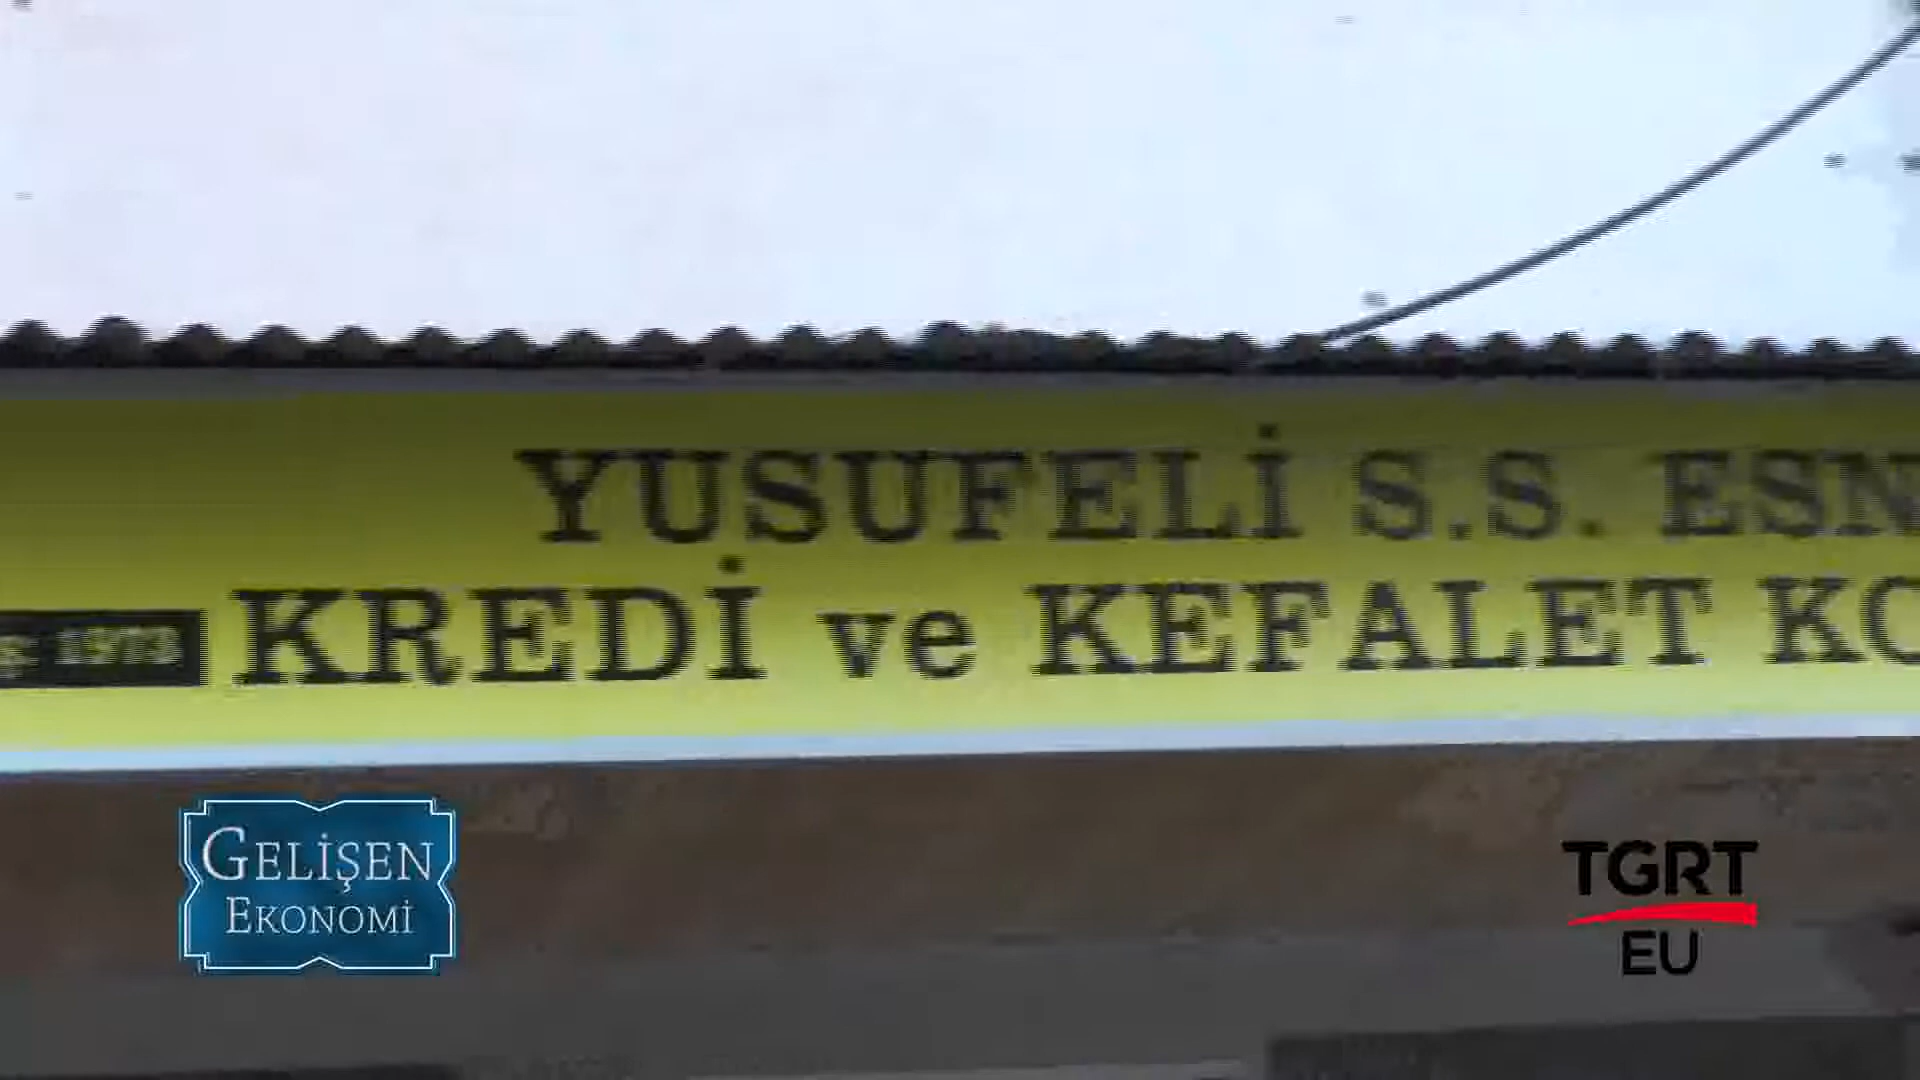 YUSUFELİ S.S. ESN
KREDİ ve KEFALET KO
GELİŞEN
EKONOMİ
TGRT
EU